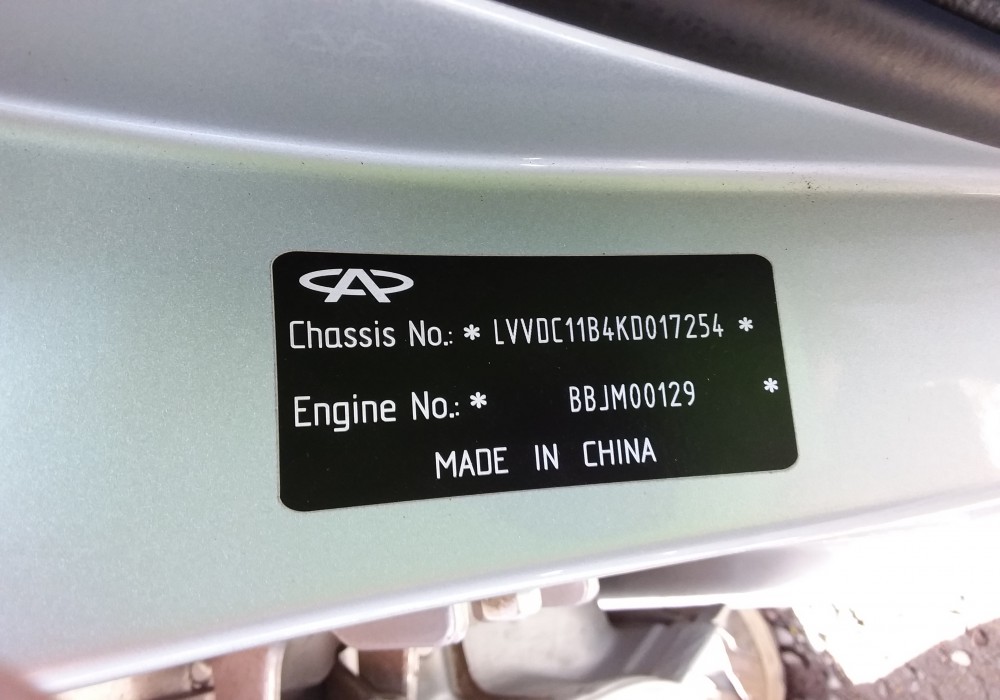 Chassis No.: * LVVDC11B4KD017254 *
Engine No.: * BBJM00129 *
MADE IN CHINA